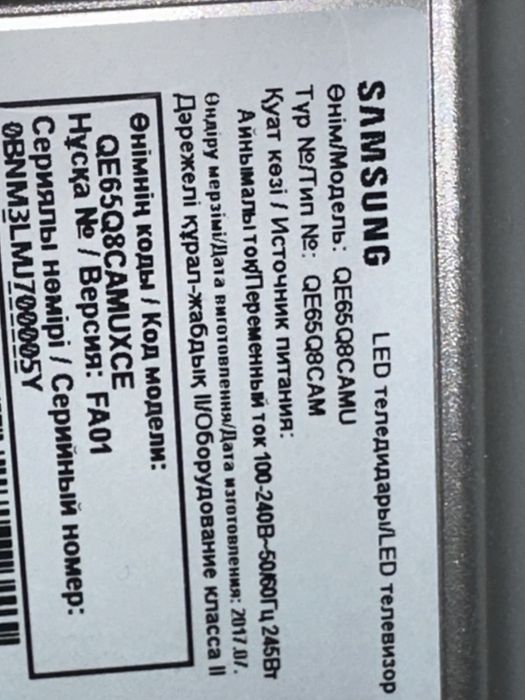 SAMSUNG LED теледидары/LED телевизор
Өнім/Модель: QE65Q8CAMU
Түр №/Тип №: QE65Q8CAM
Қуат көзі / Источник питания:
Айнымалы ток/Переменный ток 100-240В~50/60Гц 245Вт
Өндіру мерзімі/Дата виготовлення/Дата изготовления: 2017.07.
Дәрежелі құрал-жабдық II/Оборудование класса II
Өнімнің коды / Код модели:
QE65Q8CAMUXCE
Нұсқа № / Версия: FA01
Сериялы нөмірі / Серийный номер:
0BNM3LMJ700005Y